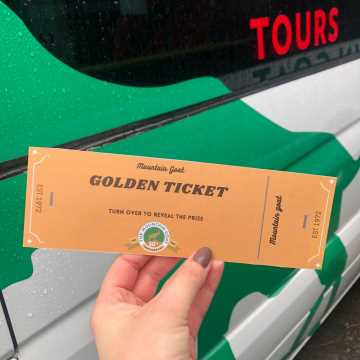 TOURS
Mountain Goat
GOLDEN TICKET
TURN OVER TO REVEAL THE PRIZE
EST 1972
Mountain goat
EST 1972